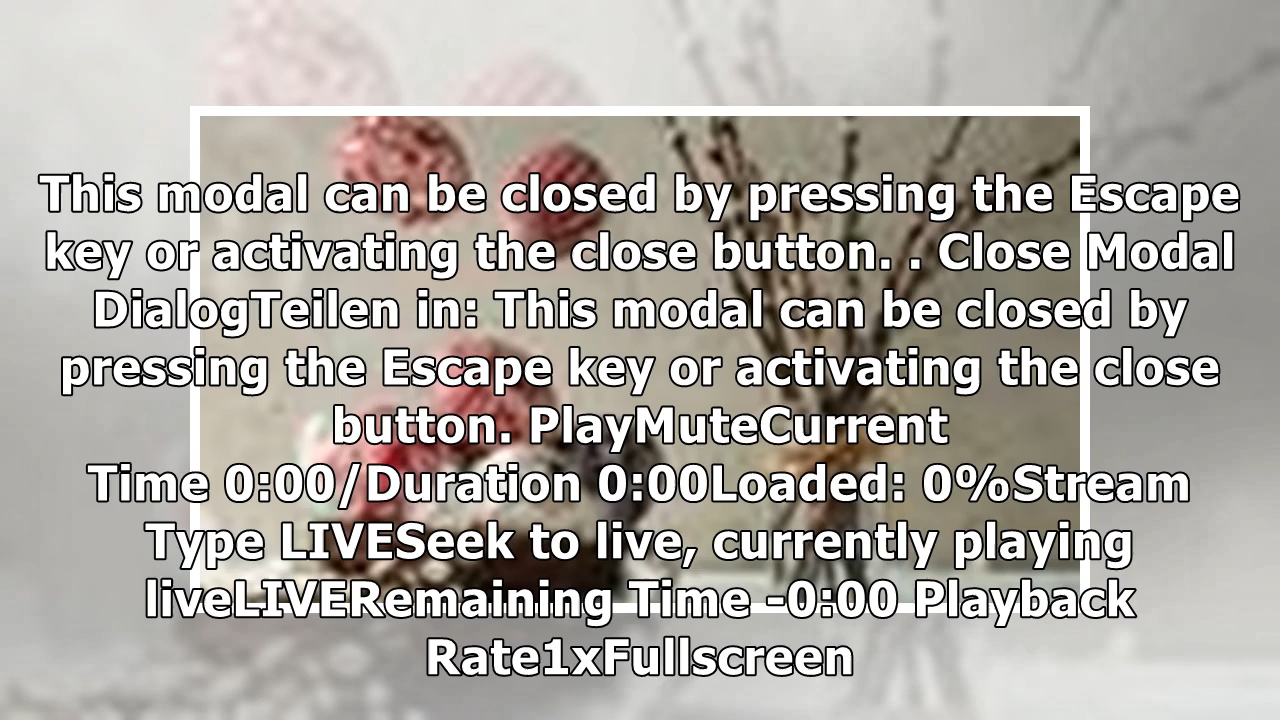 This modal can be closed by pressing the Escape
key or activating the close button. . Close Modal
DialogTeilen in: This modal can be closed by
pressing the Escape key or activating the close
button. PlayMuteCurrent
Time 0:00/Duration 0:00Loaded: 0%Stream
Type LIVESeek to live, currently playing
liveLIVERemaining Time -0:00 Playback
Rate1xFullscreen